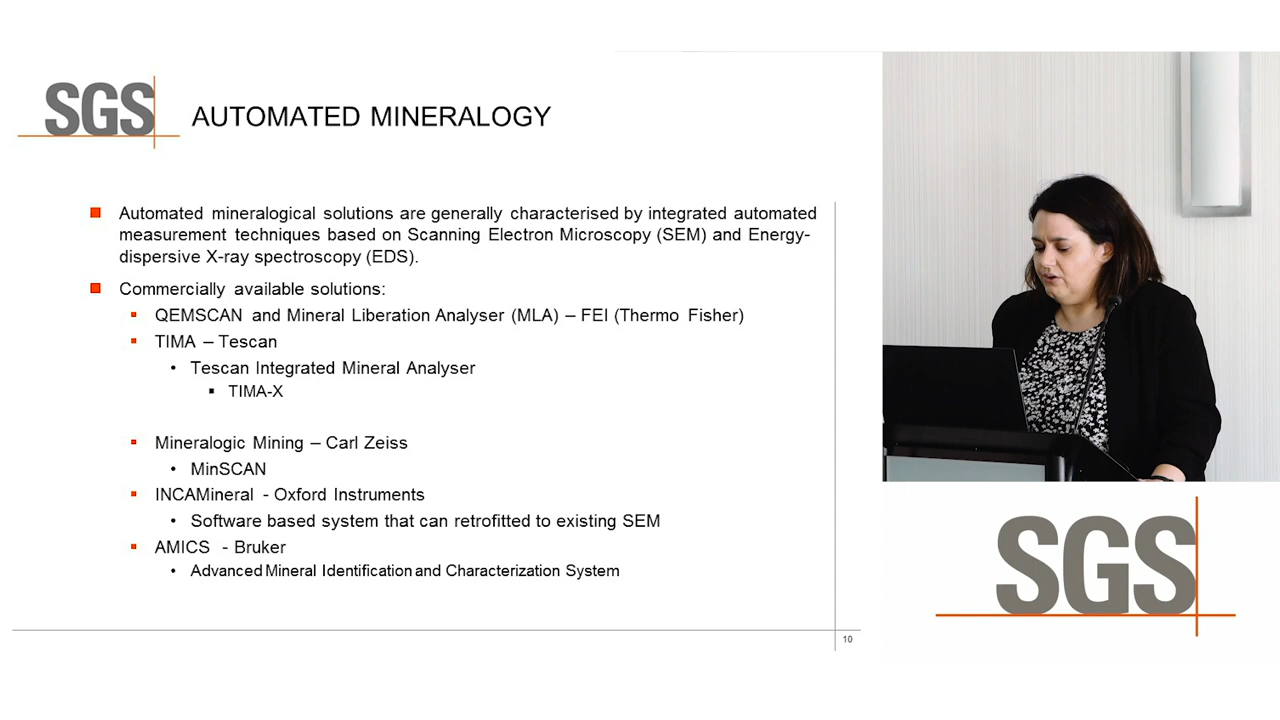 SGS
AUTOMATED MINERALOGY
Automated mineralogical solutions are generally characterised by integrated automated
measurement techniques based on Scanning Electron Microscopy (SEM) and Energy-
dispersive X-ray spectroscopy (EDS).
Commercially available solutions:
QEMSCAN and Mineral Liberation Analyser (MLA) – FEI (Thermo Fisher)
TIMA – Tescan
Tescan Integrated Mineral Analyser
TIMA-X
Mineralogic Mining – Carl Zeiss
MinSCAN
INCAMineral - Oxford Instruments
Software based system that can retrofitted to existing SEM
AMICS - Bruker
Advanced Mineral Identification and Characterization System
10
SGS